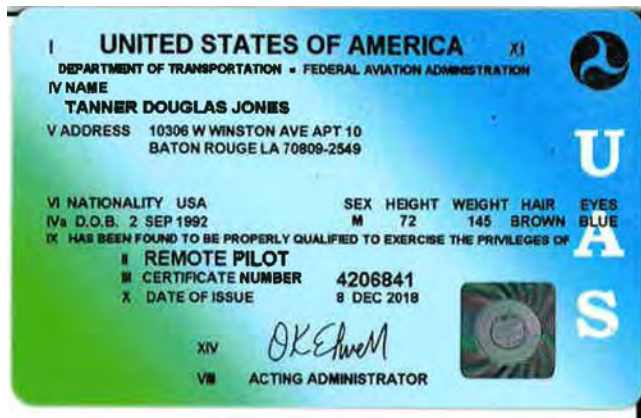 I UNITED STATES OF AMERICA XI
DEPARTMENT OF TRANSPORTATION • FEDERAL AVIATION ADMINISTRATION
IV NAME
TANNER DOUGLAS JONES
V ADDRESS 10306 W WINSTON AVE APT 10
BATON ROUGE LA 70809-2549
VI NATIONALITY USA SEX HEIGHT WEIGHT HAIR EYES
IVa D.O.B. 2 SEP 1992 M 72 145 BROWN BLUE
IX HAS BEEN FOUND TO BE PROPERLY QUALIFIED TO EXERCISE THE PRIVILEGES OF
II REMOTE PILOT
III CERTIFICATE NUMBER 4206841
X DATE OF ISSUE 8 DEC 2018
XIV
VIII ACTING ADMINISTRATOR
U
A
S